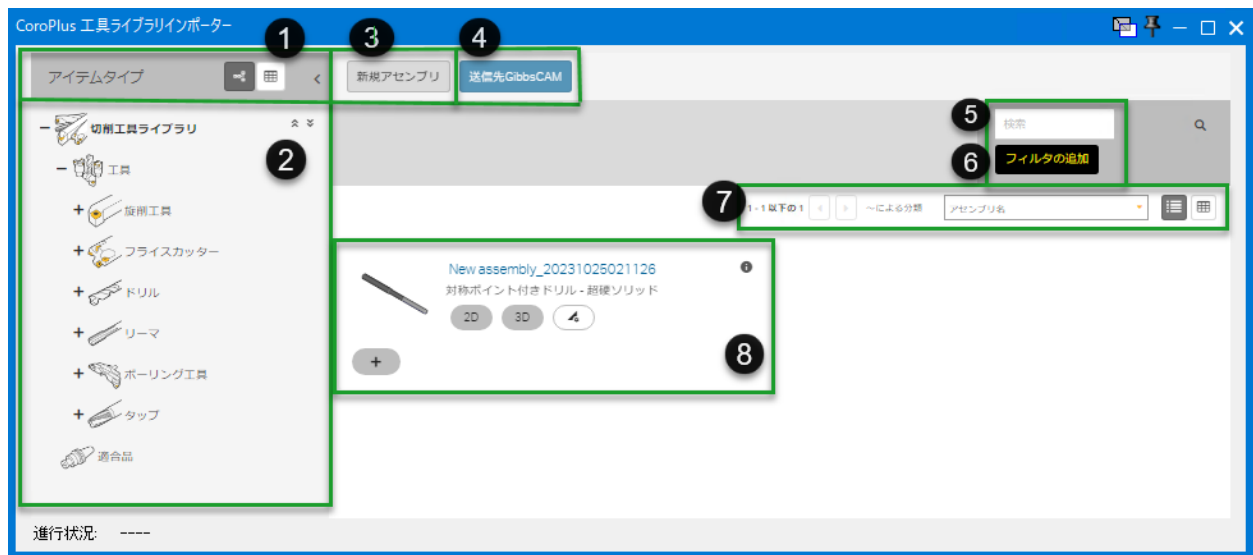 CoroPlus 工具ライブラリインポーター
1
3
4
アイテムタイプ
新規アセンブリ
送信先GibbsCAM
切削工具ライブラリ
2
工具
旋削工具
フライスカッター
ドリル
リーマ
ボーリング工具
タップ
適合品
5
検索
6
フィルタの追加
7
1 - 1 以下の 1
～による分類
アセンブリ名
New assembly_20231025021126
対称ポイント付きドリル - 超硬ソリッド
2D
3D
+
8
進行状況: ----